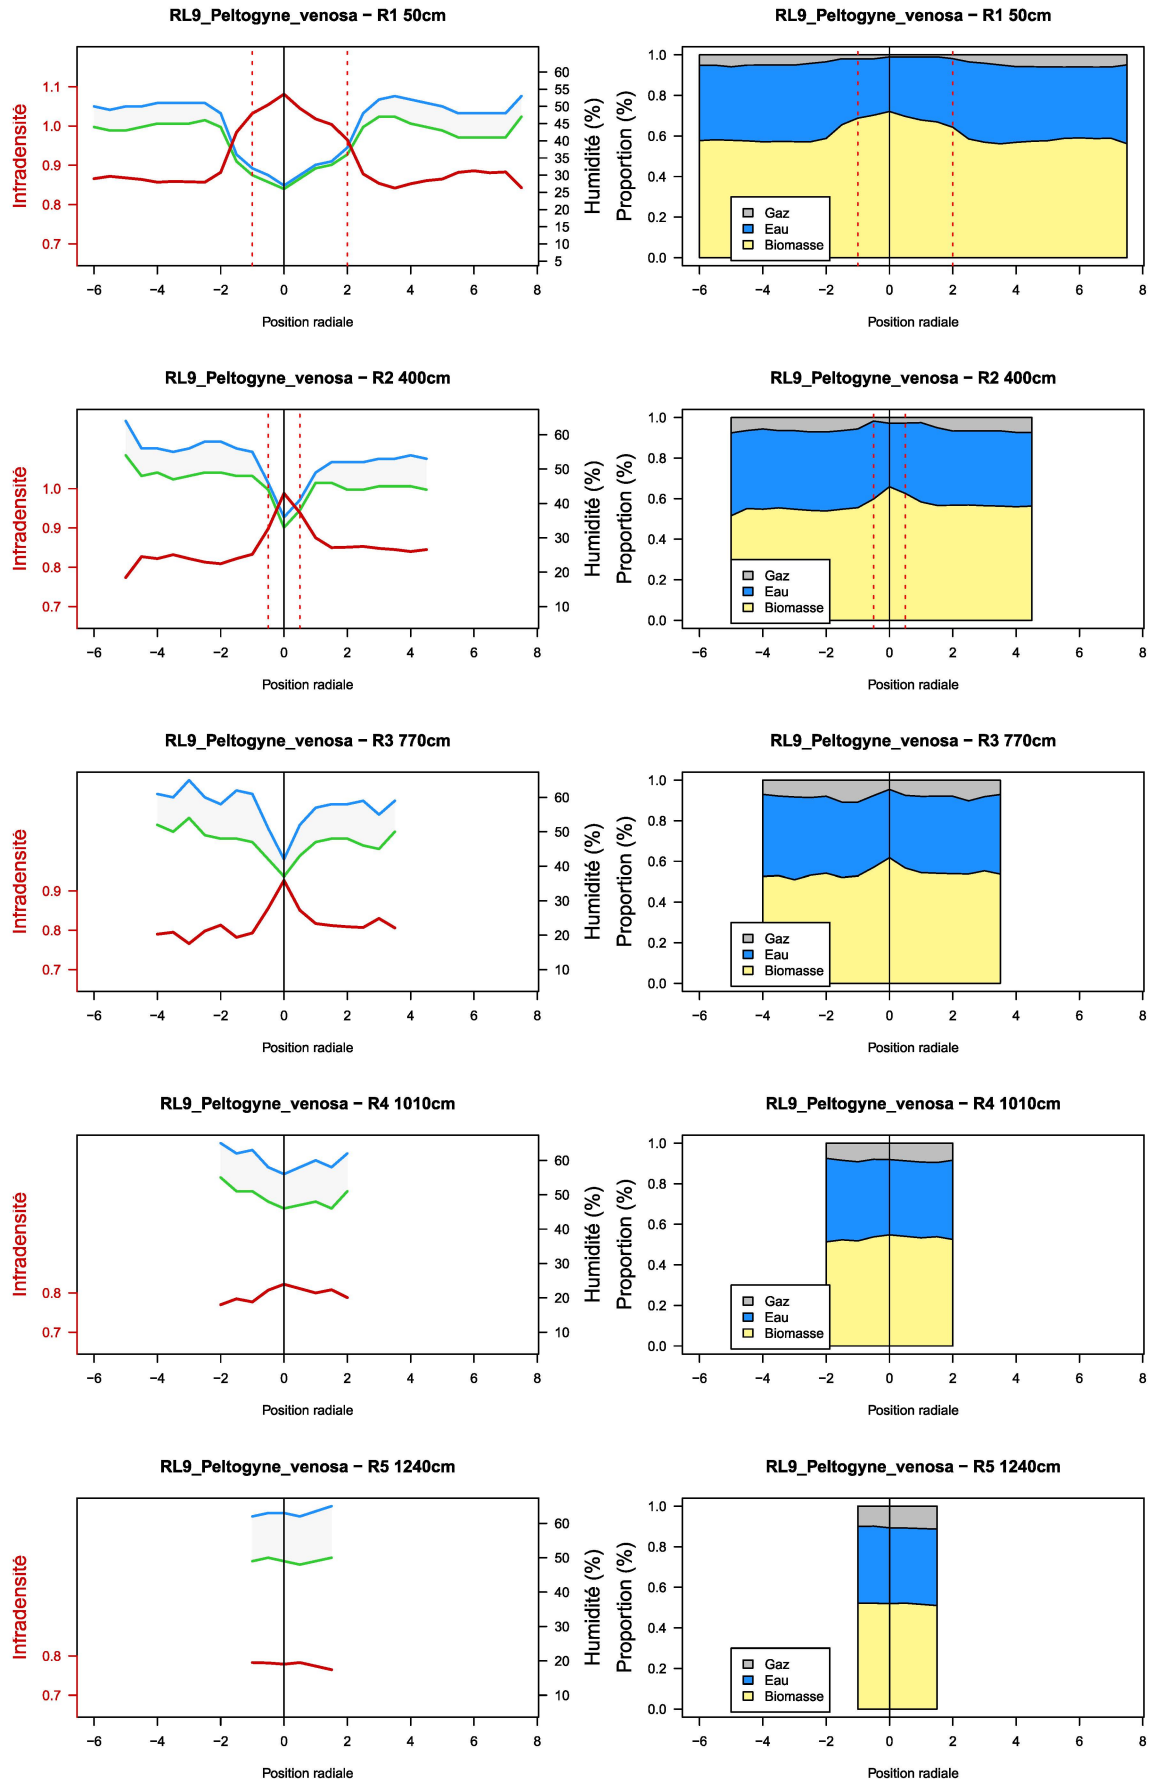 RL9_Peltogyne_venosa − R1 50cm
Infradensité
1.1
1.0
0.9
0.8
0.7
60
55
50
45
40
35
30
25
20
15
10
5
Humidité (%)
−6 −4 −2 0 2 4 6 8
Position radiale
RL9_Peltogyne_venosa − R1 50cm
Proportion (%)
1.0
0.8
0.6
0.4
0.2
0.0
Gaz
Eau
Biomasse
−6 −4 −2 0 2 4 6 8
Position radiale
RL9_Peltogyne_venosa − R2 400cm
Infradensité
1.0
0.9
0.8
0.7
60
50
40
30
20
10
Humidité (%)
−6 −4 −2 0 2 4 6 8
Position radiale
RL9_Peltogyne_venosa − R2 400cm
Proportion (%)
1.0
0.8
0.6
0.4
0.2
0.0
Gaz
Eau
Biomasse
−6 −4 −2 0 2 4 6 8
Position radiale
RL9_Peltogyne_venosa − R3 770cm
Infradensité
0.9
0.8
0.7
60
50
40
30
20
10
Humidité (%)
−6 −4 −2 0 2 4 6 8
Position radiale
RL9_Peltogyne_venosa − R3 770cm
Proportion (%)
1.0
0.8
0.6
0.4
0.2
0.0
Gaz
Eau
Biomasse
−6 −4 −2 0 2 4 6 8
Position radiale
RL9_Peltogyne_venosa − R4 1010cm
Infradensité
0.8
0.7
60
50
40
30
20
10
Humidité (%)
−6 −4 −2 0 2 4 6 8
Position radiale
RL9_Peltogyne_venosa − R4 1010cm
Proportion (%)
1.0
0.8
0.6
0.4
0.2
0.0
Gaz
Eau
Biomasse
−6 −4 −2 0 2 4 6 8
Position radiale
RL9_Peltogyne_venosa − R5 1240cm
Infradensité
0.8
0.7
60
50
40
30
20
10
Humidité (%)
−6 −4 −2 0 2 4 6 8
Position radiale
RL9_Peltogyne_venosa − R5 1240cm
Proportion (%)
1.0
0.8
0.6
0.4
0.2
0.0
Gaz
Eau
Biomasse
−6 −4 −2 0 2 4 6 8
Position radiale